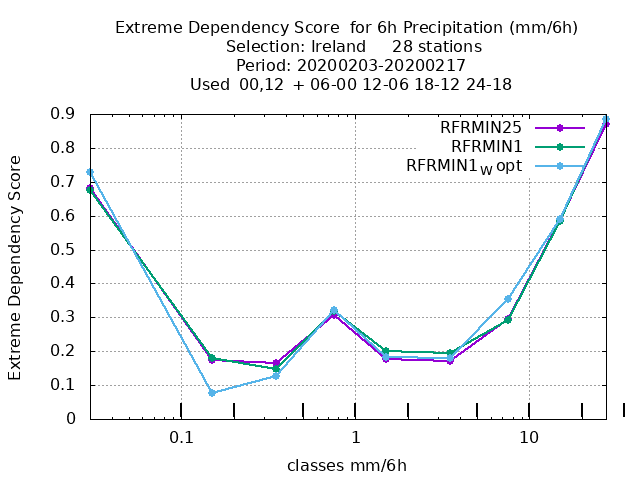 Extreme Dependency Score  for 6h Precipitation (mm/6h)
Selection: Ireland     28 stations
Period: 20200203-20200217
Used  00,12  + 06-00 12-06 18-12 24-18
RFRMIN25
RFRMIN1
RFRMIN1W opt
Extreme Dependency Score
0.9
0.8
0.7
0.6
0.5
0.4
0.3
0.2
0.1
0
0.1 1 10
classes mm/6h